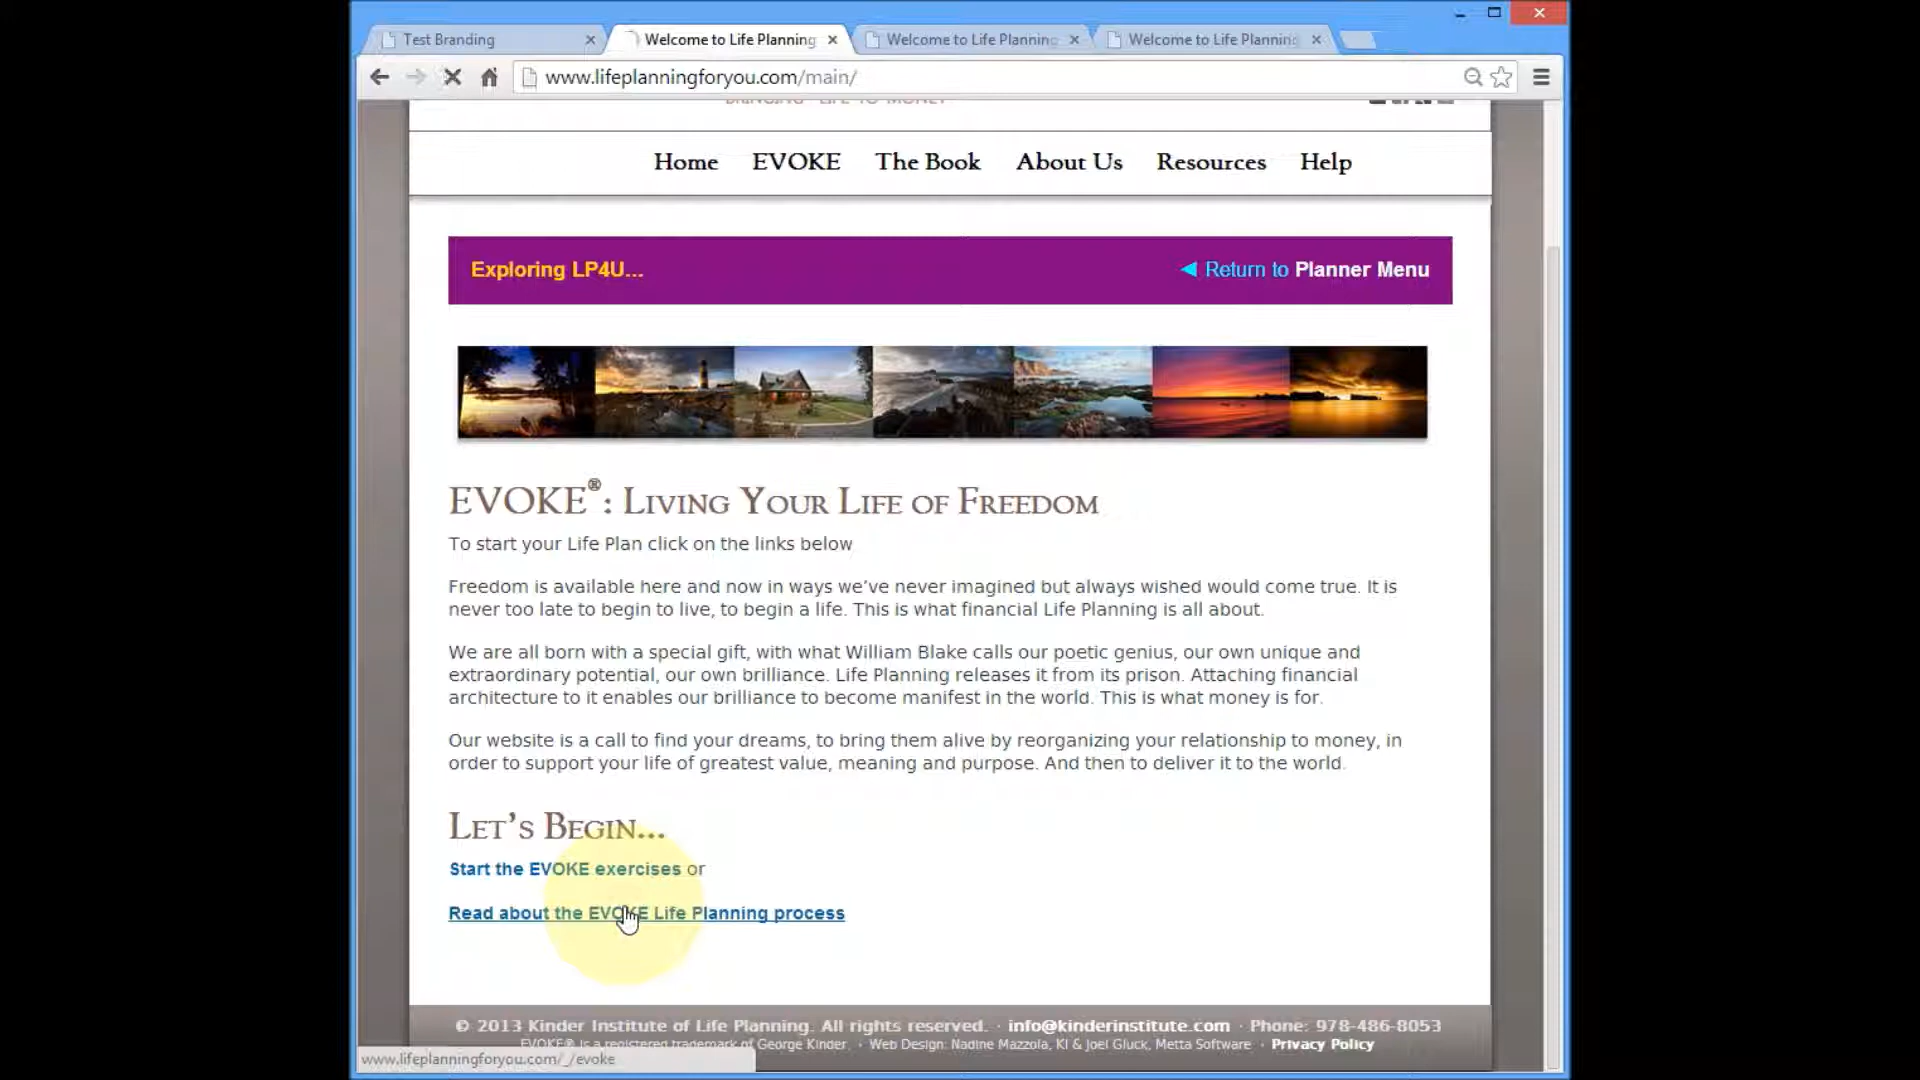 Test Branding
Welcome to Life Planning
Welcome to Life Planning
Welcome to Life Planning
www.lifeplanningforyou.com/main/
BRINGING LIFE TO MONEY
Home EVOKE The Book About Us Resources Help
Exploring LP4U...
Return to Planner Menu
EVOKE®: Living Your Life of Freedom
To start your Life Plan click on the links below
Freedom is available here and now in ways we've never imagined but always wished would come true. It is
never too late to begin to live, to begin a life. This is what financial Life Planning is all about.
We are all born with a special gift, with what William Blake calls our poetic genius, our own unique and
extraordinary potential, our own brilliance. Life Planning releases it from its prison. Attaching financial
architecture to it enables our brilliance to become manifest in the world. This is what money is for.
Our website is a call to find your dreams, to bring them alive by reorganizing your relationship to money, in
order to support your life of greatest value, meaning and purpose. And then to deliver it to the world.
Let's Begin...
Start the EVOKE exercises or
Read about the EVOKE Life Planning process
© 2013 Kinder Institute of Life Planning. All rights reserved. · info@kinderinstitute.com · Phone: 978-486-8053
EVOKE® is a registered trademark of George Kinder. · Web Design: Nadine Mazzola, KI & Joel Gluck, Metta Software · Privacy Policy
www.lifeplanningforyou.com/_/evoke